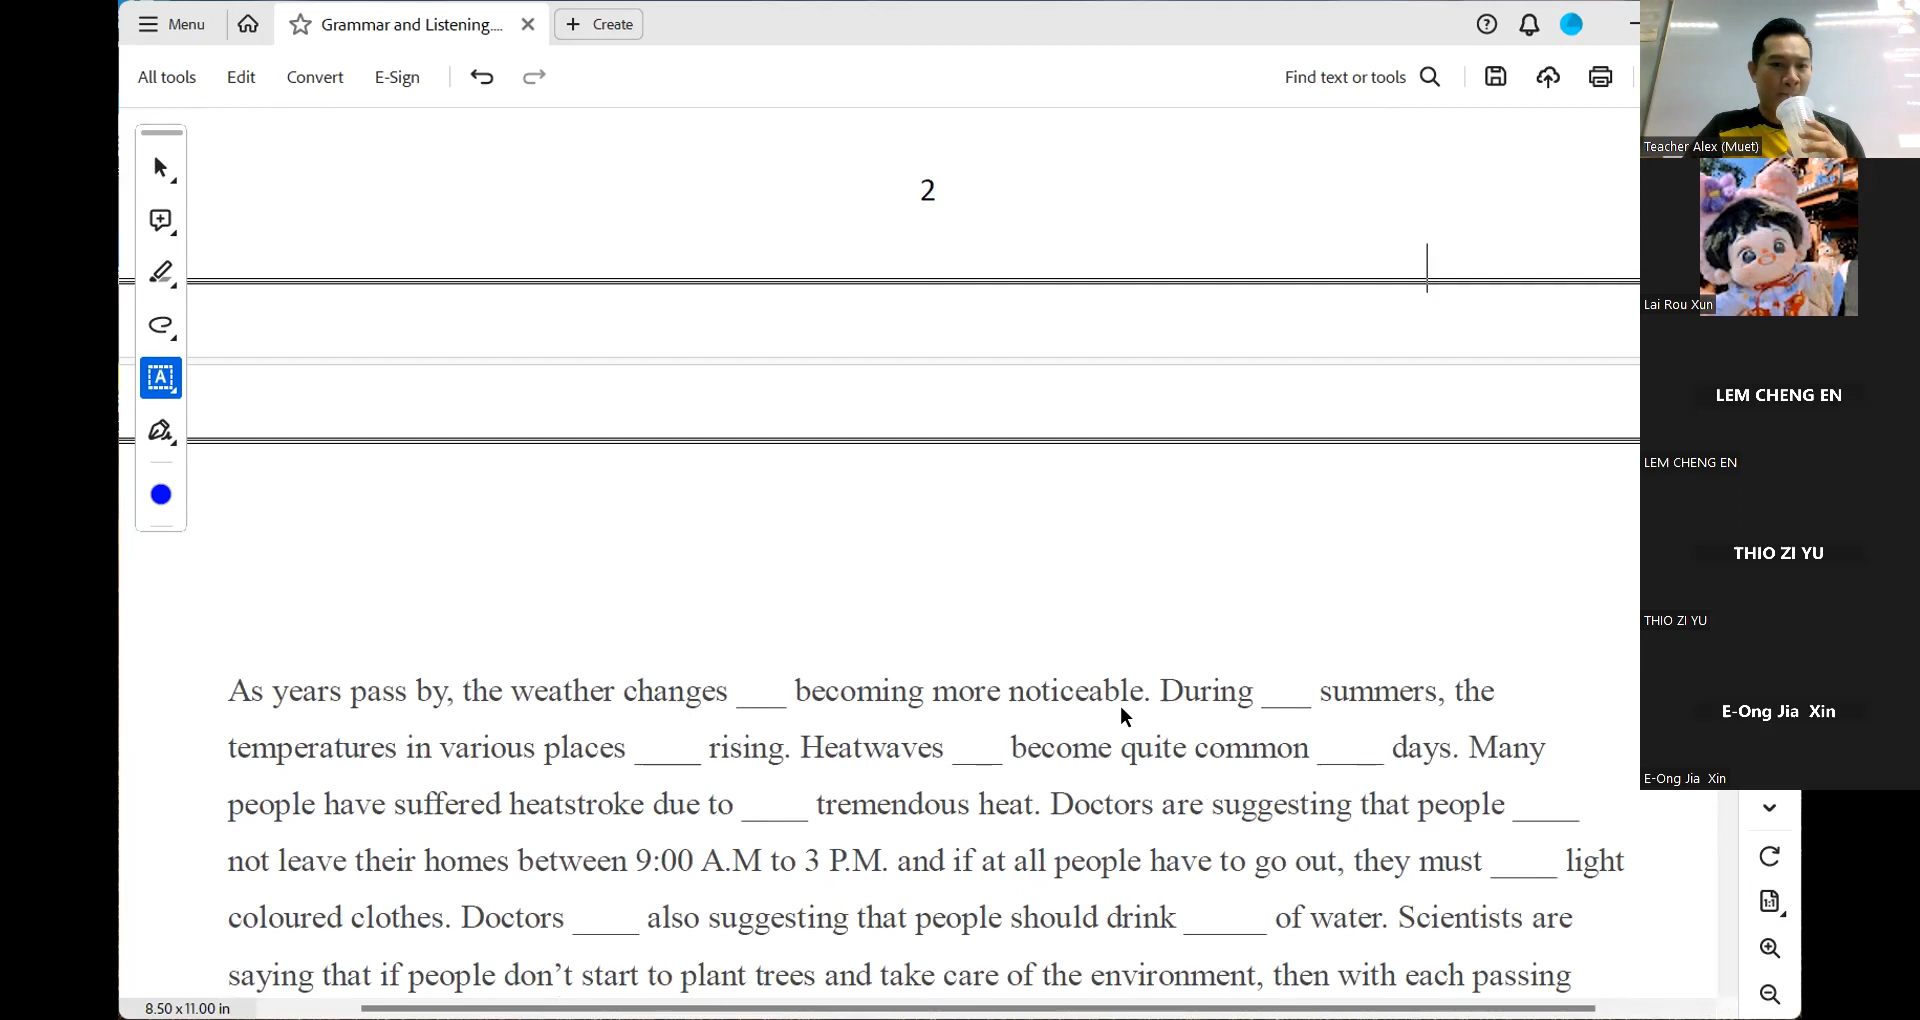 Menu
Grammar and Listening....
Create
All tools
Edit
Convert
E-Sign
Find text or tools
2
As years pass by, the weather changes ___ becoming more noticeable. During ___ summers, the
temperatures in various places ____ rising. Heatwaves ___ become quite common ____ days. Many
people have suffered heatstroke due to ____ tremendous heat. Doctors are suggesting that people ____
not leave their homes between 9:00 A.M to 3 P.M. and if at all people have to go out, they must ____ light
coloured clothes. Doctors ____ also suggesting that people should drink _____ of water. Scientists are
saying that if people don’t start to plant trees and take care of the environment, then with each passing
8.50 x 11.00 in
Teacher Alex (Muet)
Lai Rou Xun
LEM CHENG EN
LEM CHENG EN
THIO ZI YU
THIO ZI YU
E-Ong Jia Xin
E-Ong Jia Xin
1:1